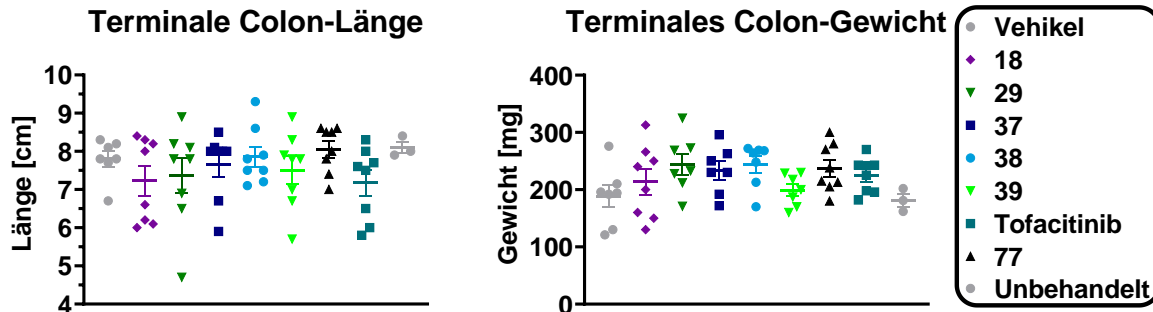 Terminale Colon-Länge
Länge [cm]
10
9
8
7
6
5
4
Terminales Colon-Gewicht
Gewicht [mg]
400
300
200
100
0
Vehikel
18
29
37
38
39
Tofacitinib
77
Unbehandelt